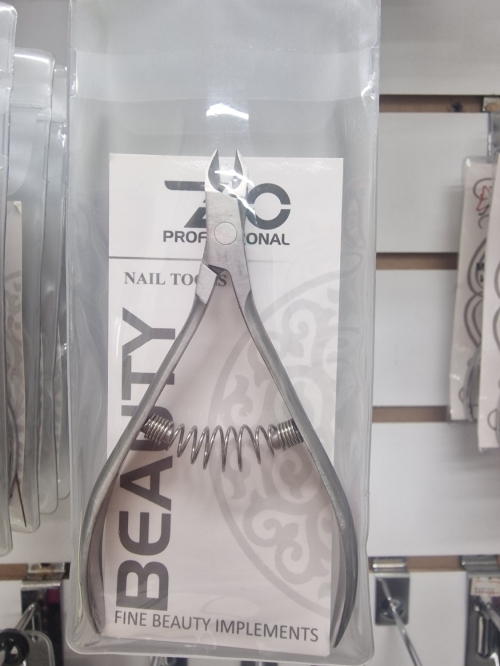 PROFESSIONAL
NAIL TOOLS
BEAUTY
FINE BEAUTY IMPLEMENTS